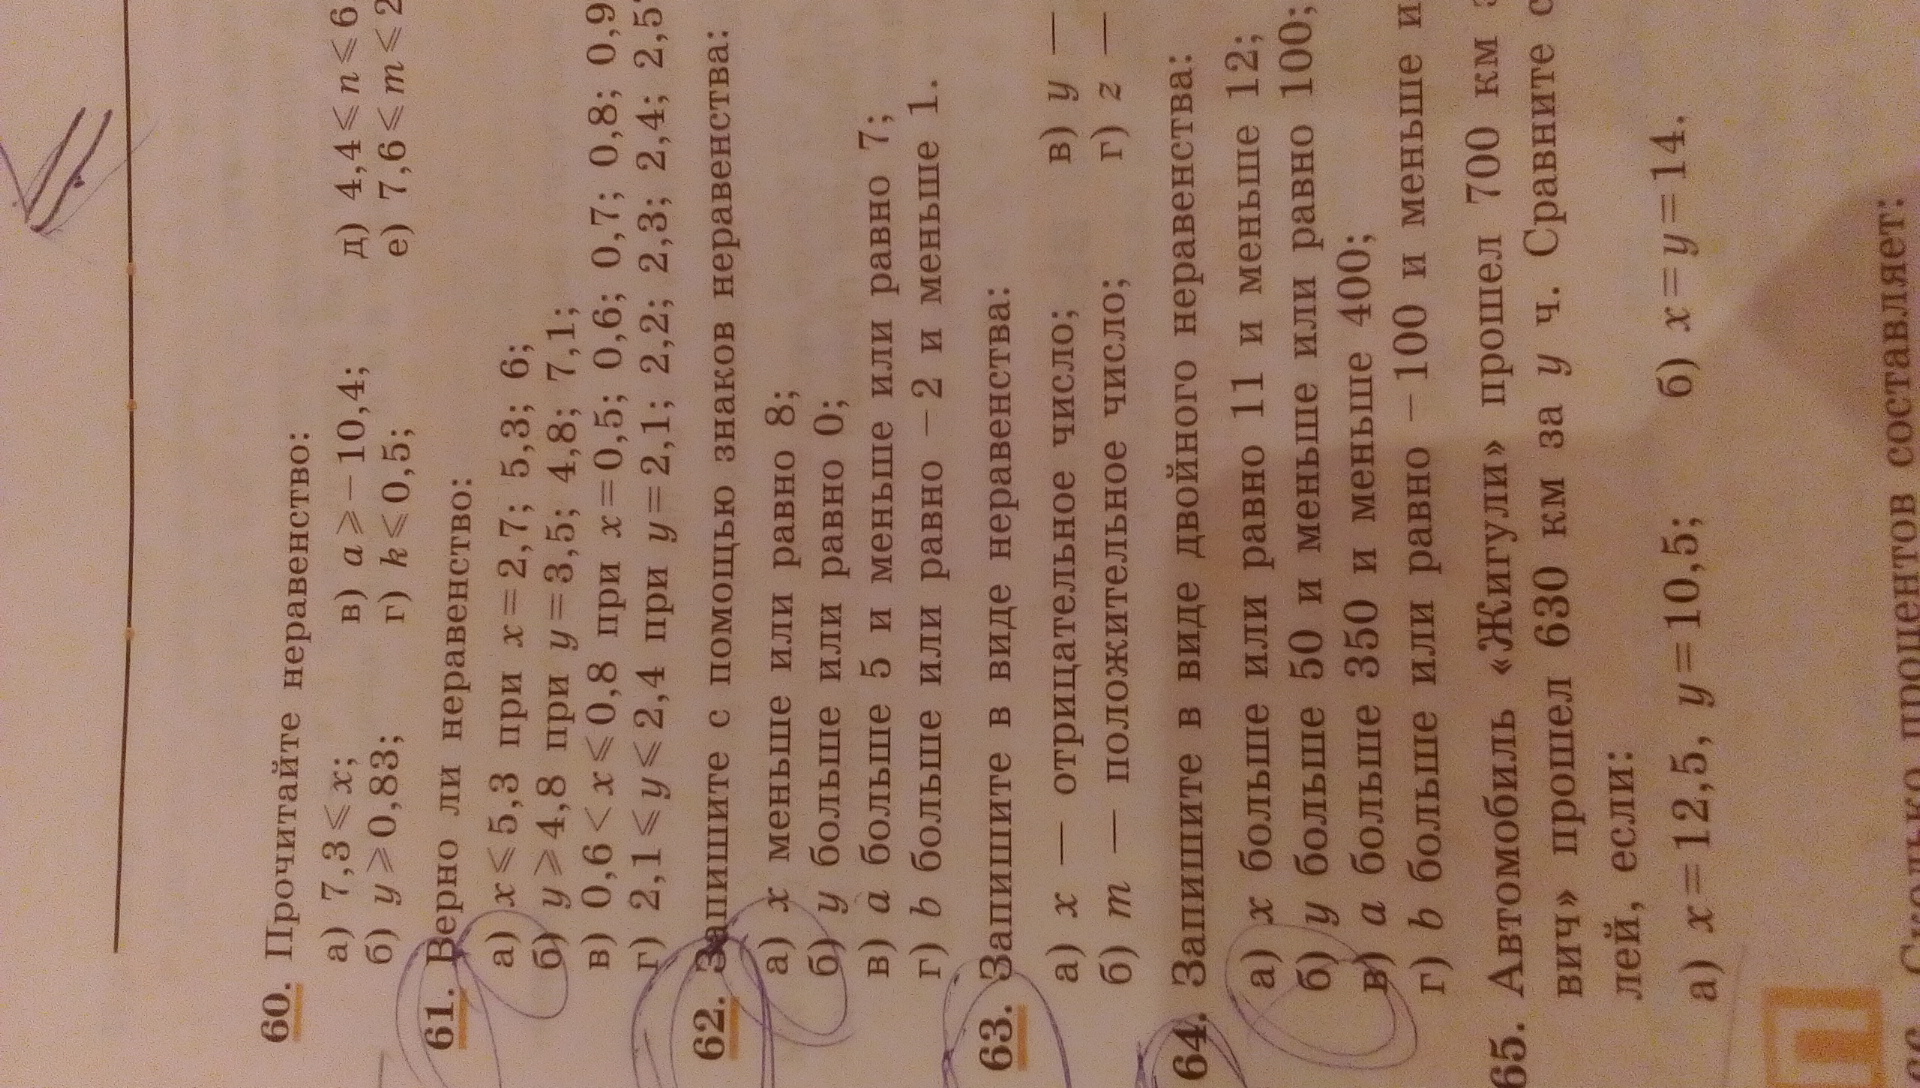 60. Прочитайте неравенство:
а) 7,3 ⩽ x; в) a ⩾ −10,4; д) 4,4 ⩽ n ⩽ 6
б) y ⩾ 0,83; г) k ⩽ 0,5; е) 7,6 ⩽ m ⩽ 2
61. Верно ли неравенство:
а) x ⩽ 5,3 при x = 2,7; 5,3; 6;
б) y ⩾ 4,8 при y = 3,5; 4,8; 7,1;
в) 0,6 < x ⩽ 0,8 при x = 0,5; 0,6; 0,7; 0,8; 0,9
г) 2,1 ⩽ y ⩽ 2,4 при y = 2,1; 2,2; 2,3; 2,4; 2,5
62. Запишите с помощью знаков неравенства:
а) x меньше или равно 8;
б) y больше или равно 0;
в) a больше 5 и меньше или равно 7;
г) b больше или равно −2 и меньше 1.
63. Запишите в виде неравенства:
а) x — отрицательное число; в) y —
б) m — положительное число; г) z —
64. Запишите в виде двойного неравенства:
а) x больше или равно 11 и меньше 12;
б) y больше 50 и меньше или равно 100;
в) a больше 350 и меньше 400;
г) b больше или равно −100 и меньше и
65. Автомобиль «Жигули» прошел 700 км
вич» прошел 630 км за y ч. Сравните с
лей, если:
а) x = 12,5, y = 10,5; б) x = y = 14.
Сколько процентов составляет: